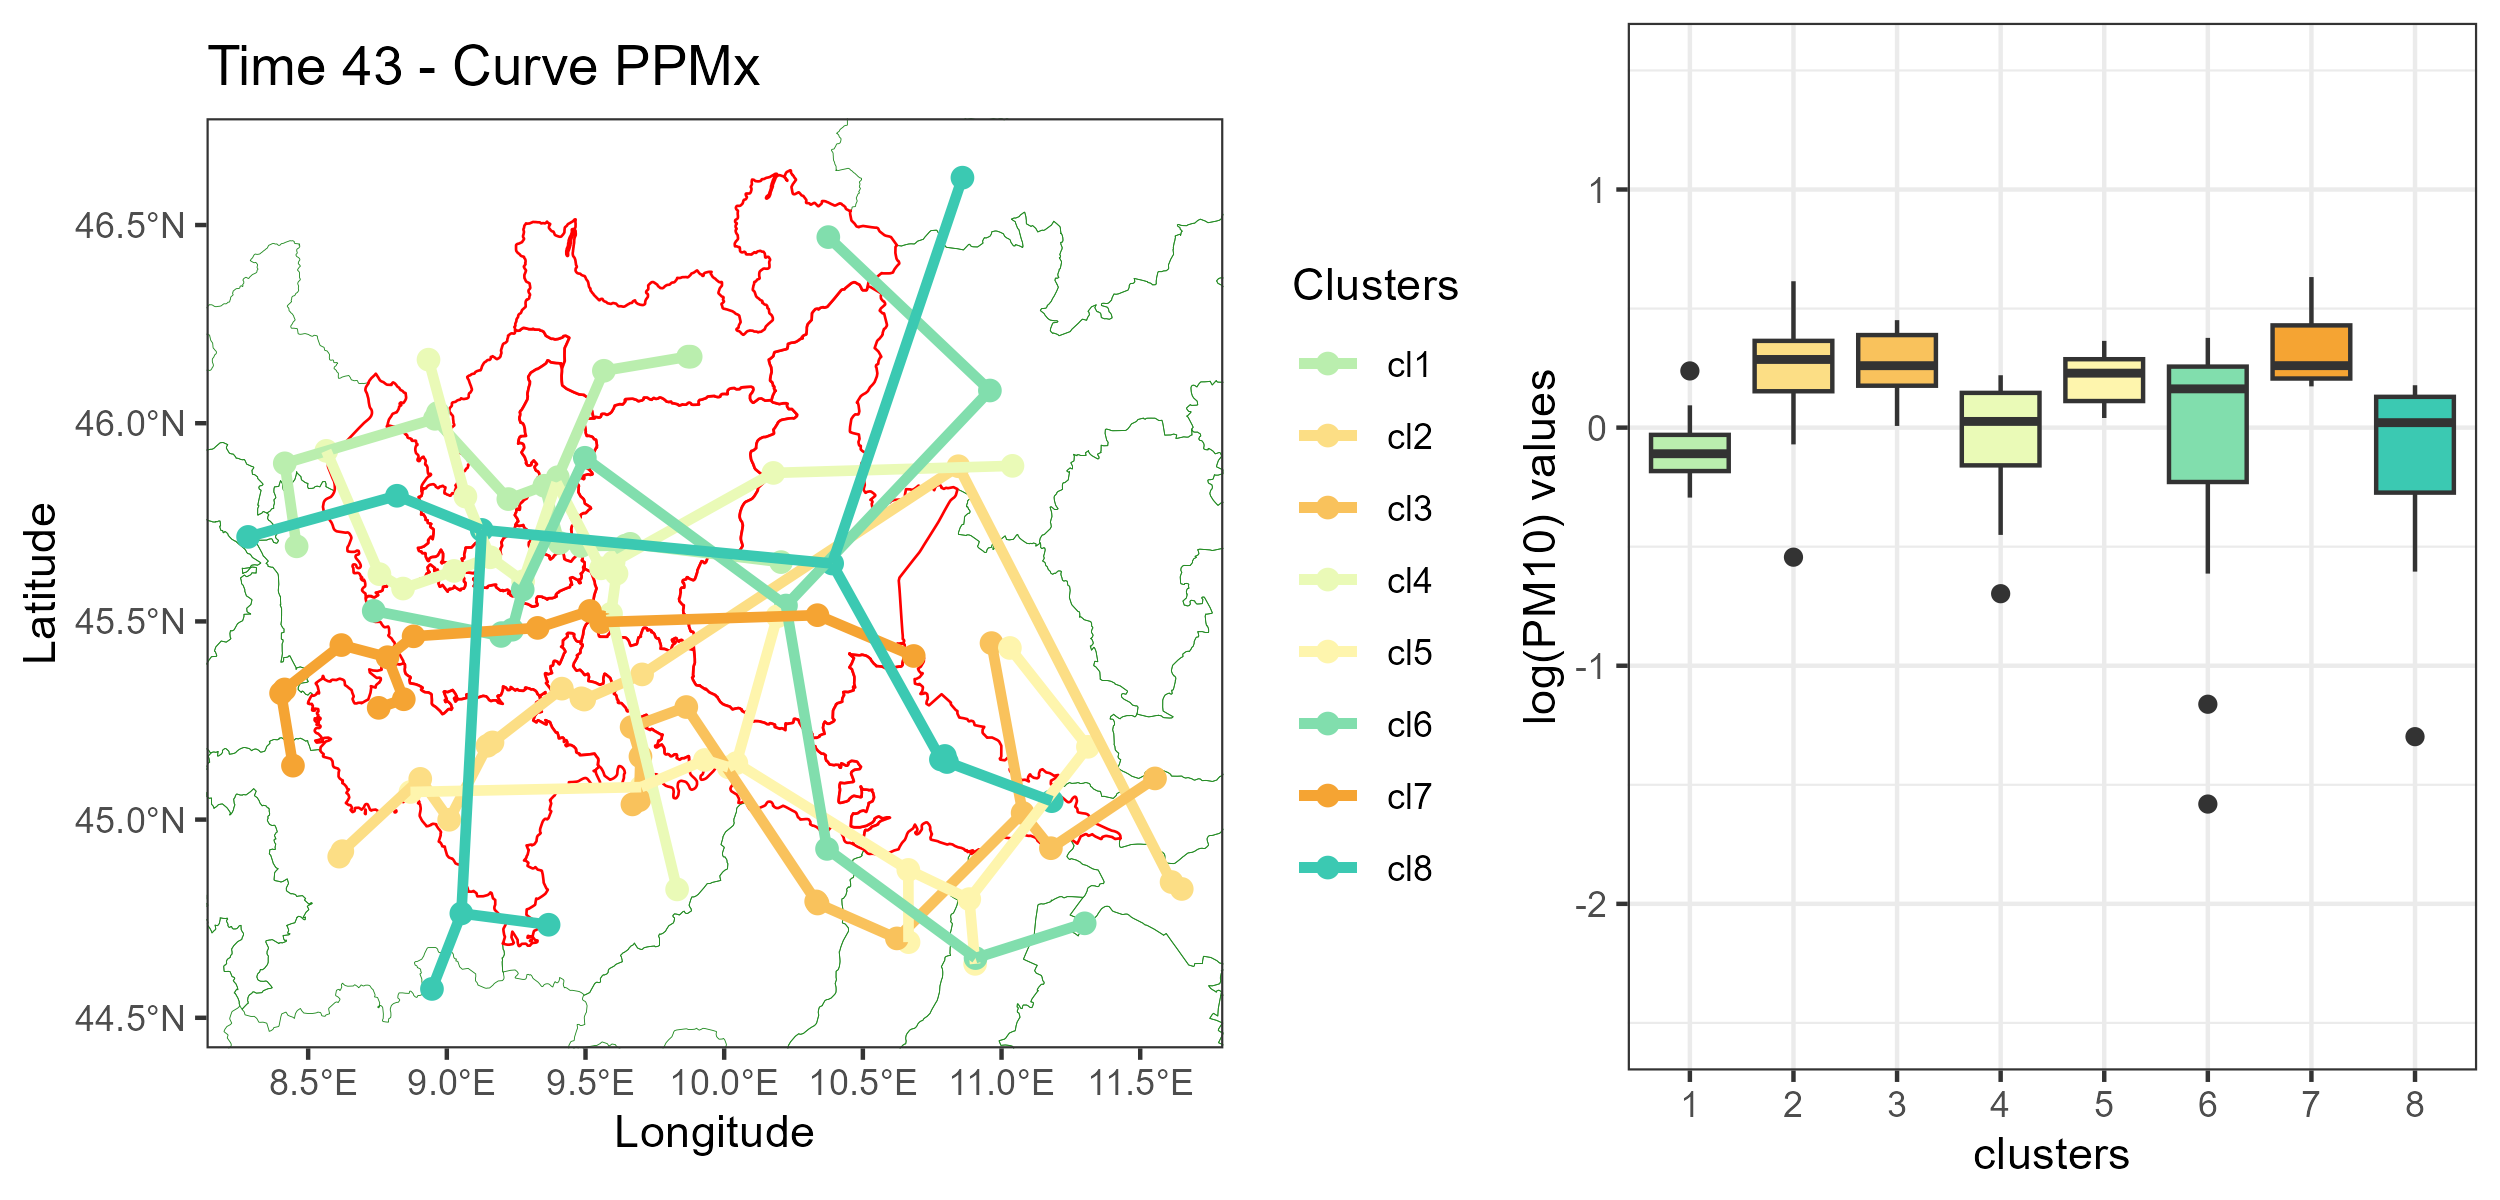 Time 43 - Curve PPMx
46.5°N
46.0°N
45.5°N
45.0°N
44.5°N
Latitude
8.5°E 9.0°E 9.5°E 10.0°E 10.5°E 11.0°E 11.5°E
Longitude
Clusters
cl1
cl2
cl3
cl4
cl5
cl6
cl7
cl8
log(PM10) values
1
0
-1
-2
1 2 3 4 5 6 7 8
clusters